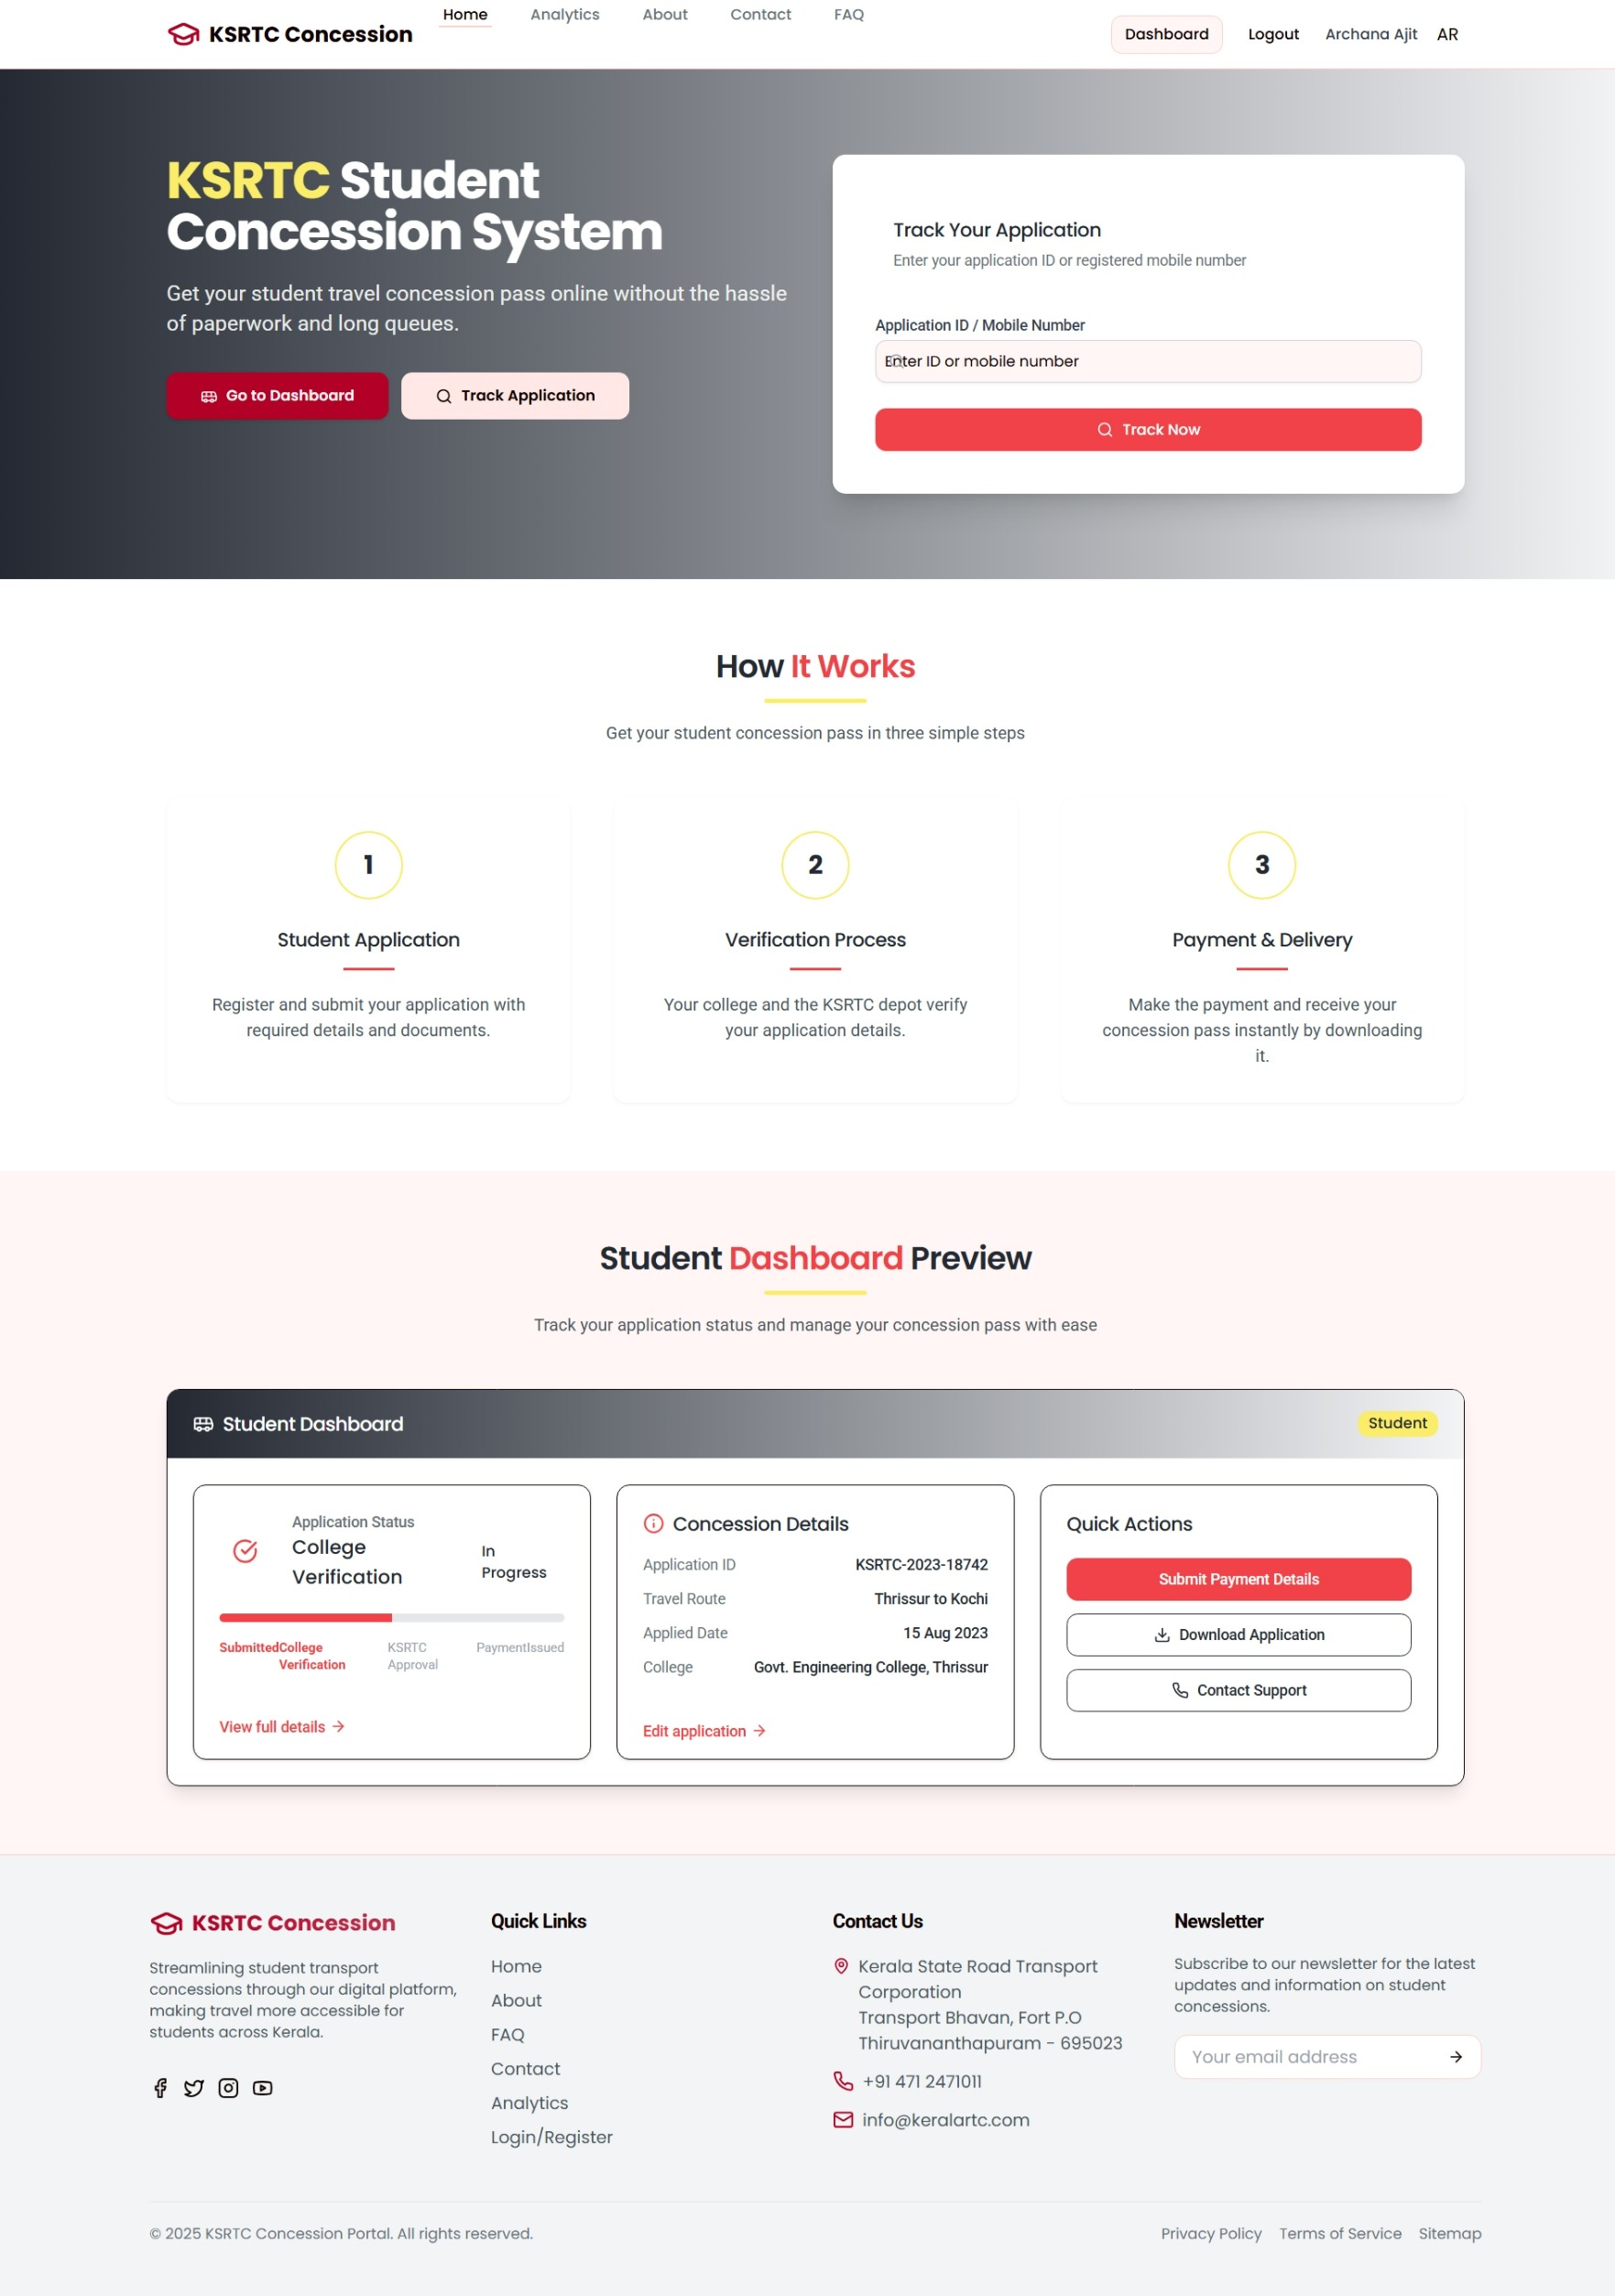 KSRTC Concession
Home
Analytics
About
Contact
FAQ
Dashboard
Logout
Archana Ajit
AR
KSRTC Student
Concession System
Get your student travel concession pass online without the hassle
of paperwork and long queues.
Go to Dashboard
Track Application
Track Your Application
Enter your application ID or registered mobile number
Application ID / Mobile Number
Enter ID or mobile number
Track Now
How It Works
Get your student concession pass in three simple steps
1
Student Application
Register and submit your application with
required details and documents.
2
Verification Process
Your college and the KSRTC depot verify
your application details.
3
Payment & Delivery
Make the payment and receive your
concession pass instantly by downloading
it.
Student Dashboard Preview
Track your application status and manage your concession pass with ease
Student Dashboard
Student
Application Status
College
Verification
In
Progress
Submitted
College
Verification
KSRTC
Approval
Payment
Issued
View full details
Concession Details
Application ID KSRTC-2023-18742
Travel Route Thrissur to Kochi
Applied Date 15 Aug 2023
College Govt. Engineering College, Thrissur
Edit application
Quick Actions
Submit Payment Details
Download Application
Contact Support
KSRTC Concession
Streamlining student transport
concessions through our digital platform,
making travel more accessible for
students across Kerala.
Quick Links
Home
About
FAQ
Contact
Analytics
Login/Register
Contact Us
Kerala State Road Transport
Corporation
Transport Bhavan, Fort P.O
Thiruvananthapuram - 695023
+91 471 2471011
info@keralartc.com
Newsletter
Subscribe to our newsletter for the latest
updates and information on student
concessions.
Your email address
© 2025 KSRTC Concession Portal. All rights reserved.
Privacy Policy
Terms of Service
Sitemap